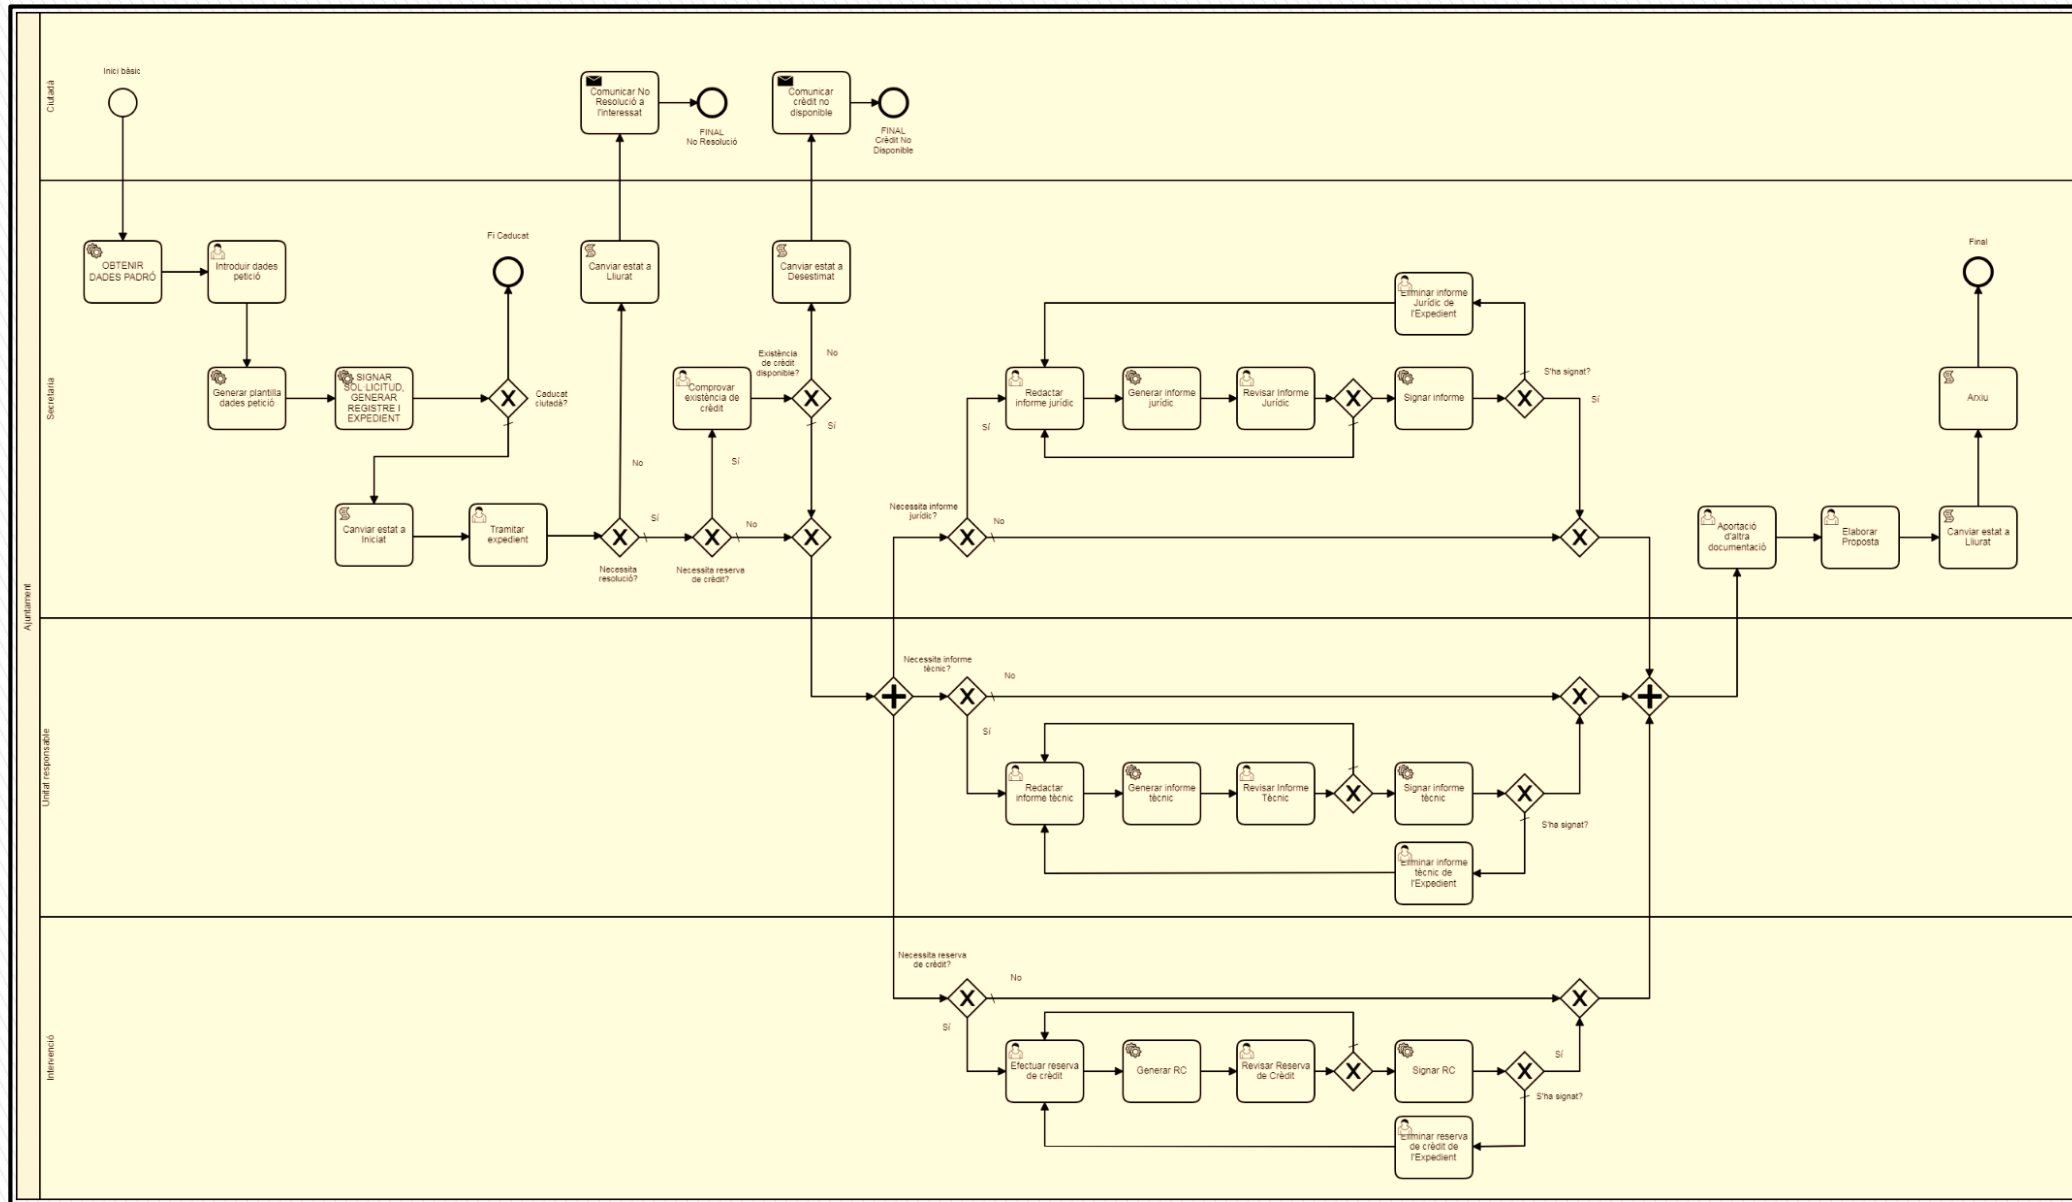 Ajuntament
Ciutadà
Inici bàsic
Comunicar No
Resolució a
l'interessat
FINAL
No Resolució
Comunicar
crèdit no
disponible
FINAL
Crèdit No
Disponible
Secretaria
OBTENIR
DADES PADRÓ
Introduir dades
petició
Generar plantilla
dades petició
SIGNAR
SOL·LICITUD,
GENERAR
REGISTRE I
EXPEDIENT
Fi Caducat
Caducat
ciutadà?
Canviar estat a
Iniciat
Tramitar
expedient
Canviar estat a
Lliurat
No
Sí
Necessita
resolució?
Comprovar
existència de
crèdit
Sí
No
Necessita reserva
de crèdit?
Canviar estat a
Desestimat
Existència
de crèdit
disponible?
No
Sí
Necessita informe
jurídic?
Sí
No
Redactar
informe jurídic
Generar informe
jurídic
Revisar Informe
Jurídic
Signar informe
Eliminar informe
Jurídic de
l'Expedient
S'ha signat?
Sí
Aportació
d'altra
documentació
Elaborar
Proposta
Canviar estat a
Lliurat
Arxiu
Final
Unitat responsable
Necessita informe
tècnic?
No
Sí
Redactar
informe tècnic
Generar informe
tècnic
Revisar Informe
Tècnic
Signar informe
tècnic
S'ha signat?
Eliminar informe
tècnic de
l'Expedient
Intervenció
Necessita reserva
de crèdit?
No
Sí
Efectuar reserva
de crèdit
Generar RC
Revisar Reserva
de Crèdit
Signar RC
Sí
S'ha signat?
Eliminar reserva
de crèdit de
l'Expedient